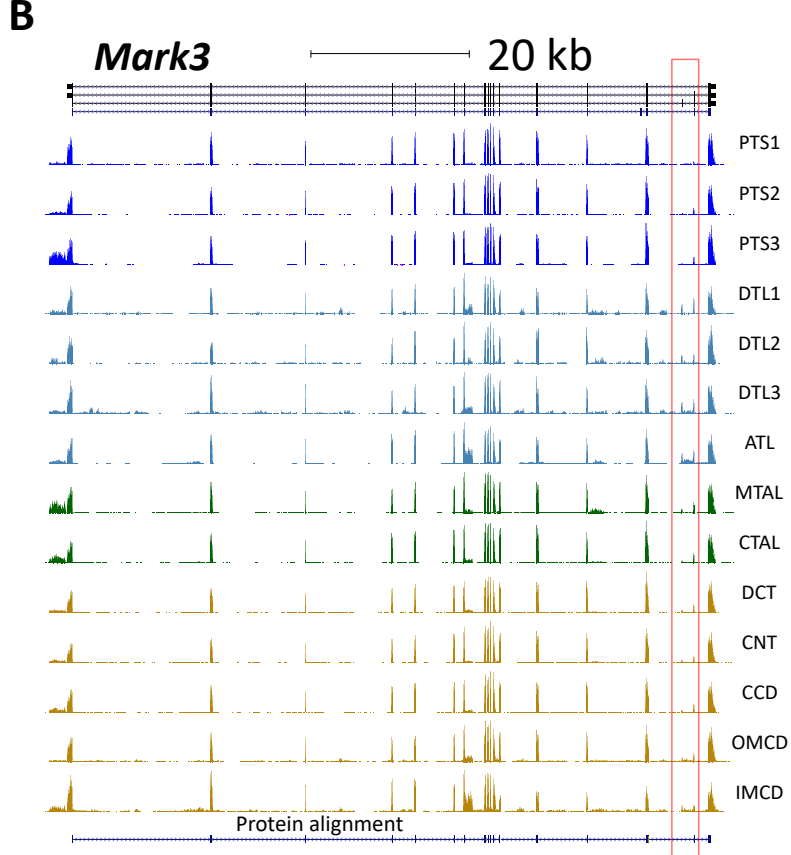 B
Mark3
20 kb
PTS1
PTS2
PTS3
DTL1
DTL2
DTL3
ATL
MTAL
CTAL
DCT
CNT
CCD
OMCD
IMCD
Protein alignment